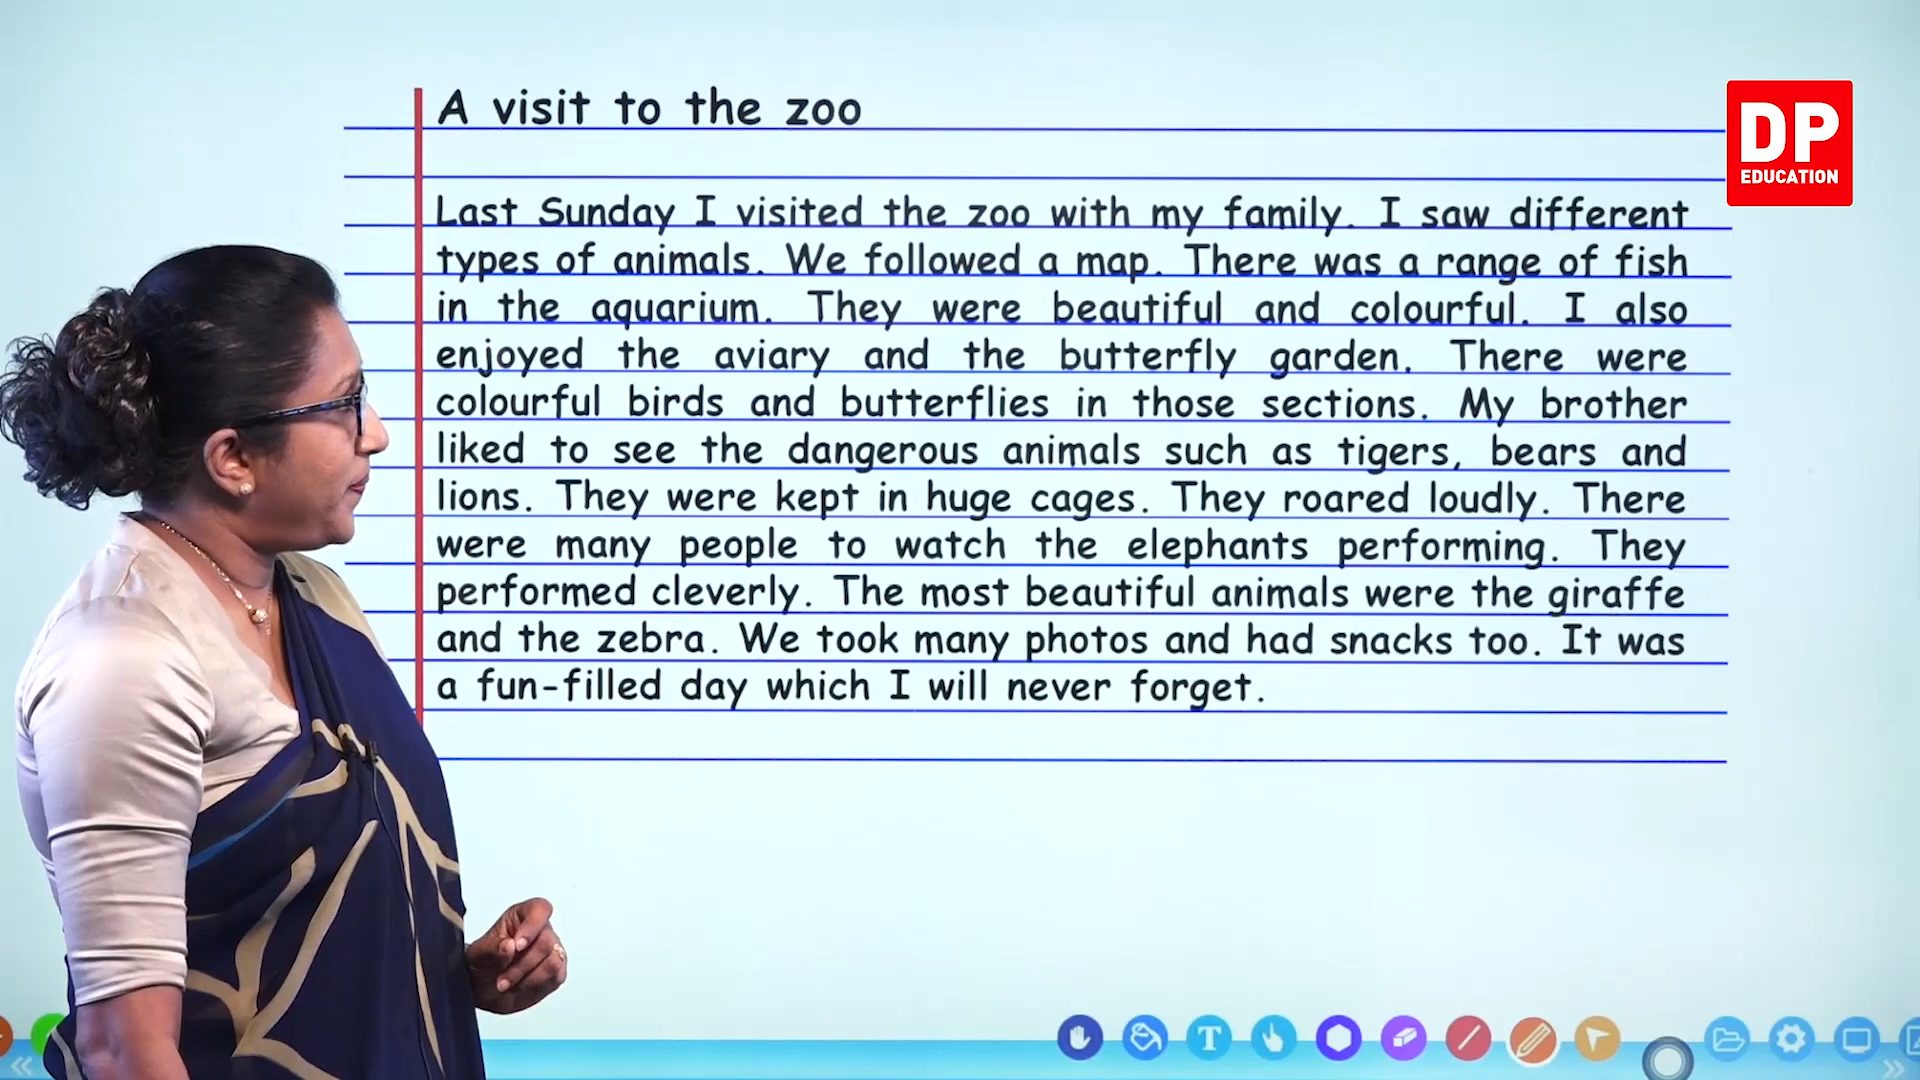 A visit to the zoo
Last Sunday I visited the zoo with my family. I saw different
types of animals. We followed a map. There was a range of fish
in the aquarium. They were beautiful and colourful. I also
enjoyed the aviary and the butterfly garden. There were
colourful birds and butterflies in those sections. My brother
liked to see the dangerous animals such as tigers, bears and
lions. They were kept in huge cages. They roared loudly. There
were many people to watch the elephants performing. They
performed cleverly. The most beautiful animals were the giraffe
and the zebra. We took many photos and had snacks too. It was
a fun-filled day which I will never forget.
DP
EDUCATION
T